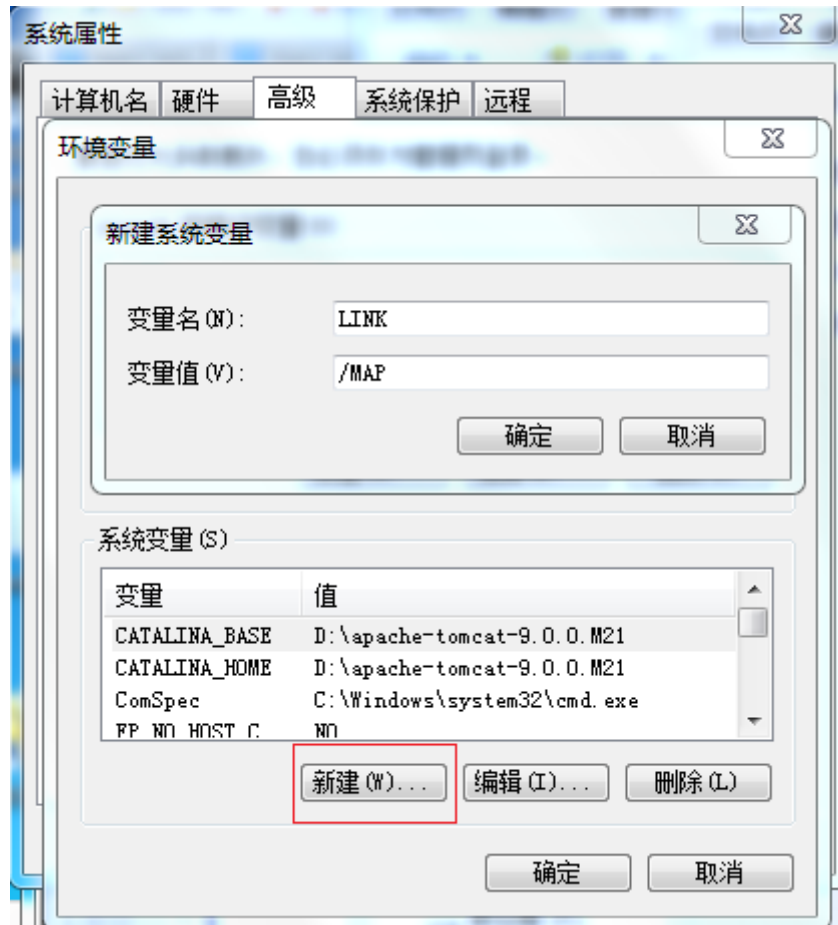 系统属性
计算机名 硬件 高级 系统保护 远程
环境变量
新建系统变量
变量名(N): LINK
变量值(V): /MAP
确定 取消
系统变量(S)
变量 值
CATALINA_BASE D:\apache-tomcat-9.0.0.M21
CATALINA_HOME D:\apache-tomcat-9.0.0.M21
ComSpec C:\Windows\system32\cmd.exe
FP_NO_HOST_C NO
新建(W)... 编辑(I)... 删除(L)
确定 取消